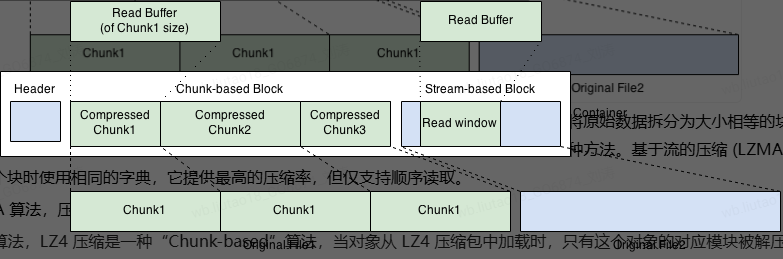 Read Buffer
(of Chunk1 size)
Read Buffer
Chunk1
Chunk1
Chunk1
Original File2
Header
Chunk-based Block
Stream-based Block
Container
Compressed
Chunk1
Compressed
Chunk2
Compressed
Chunk3
Read window
将原始数据拆分为大小相等的块
种方法。基于流的压缩 (LZMA
个块时使用相同的字典，它提供最高的压缩率，但仅支持顺序读取。
A 算法，压
Chunk1
Chunk1
Chunk1
算法，LZ4 压缩是一种“Chunk-based”算法，当对象从 LZ4 压缩包中加载时，只有这个对象的对应模块被解压
Original File1
Original File2